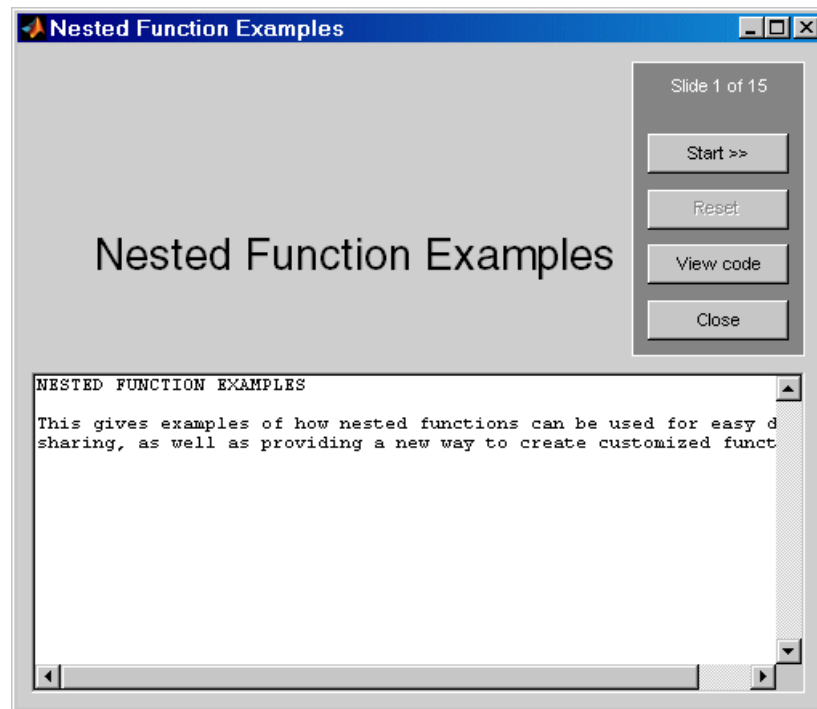 Nested Function Examples
Slide 1 of 15
Start >>
Reset
View code
Close
Nested Function Examples
NESTED FUNCTION EXAMPLES
This gives examples of how nested functions can be used for easy d
sharing, as well as providing a new way to create customized funct